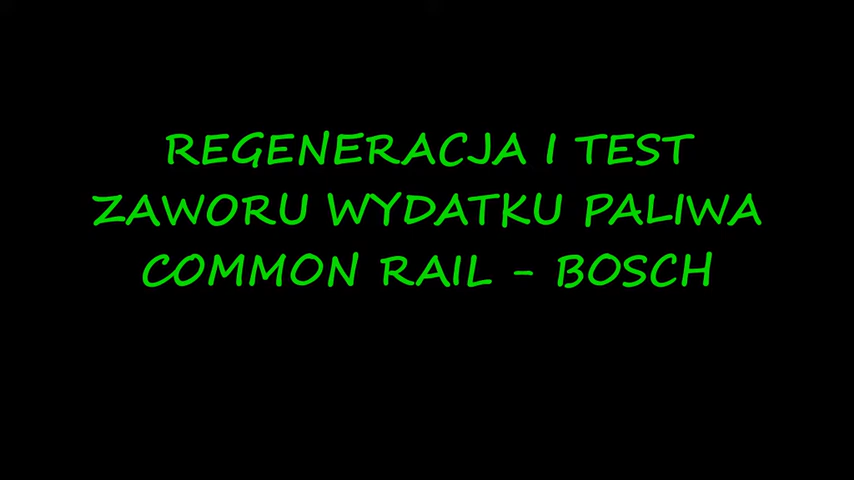 REGENERACJA I TEST
ZAWORU WYDATKU PALIWA
COMMON RAIL - BOSCH